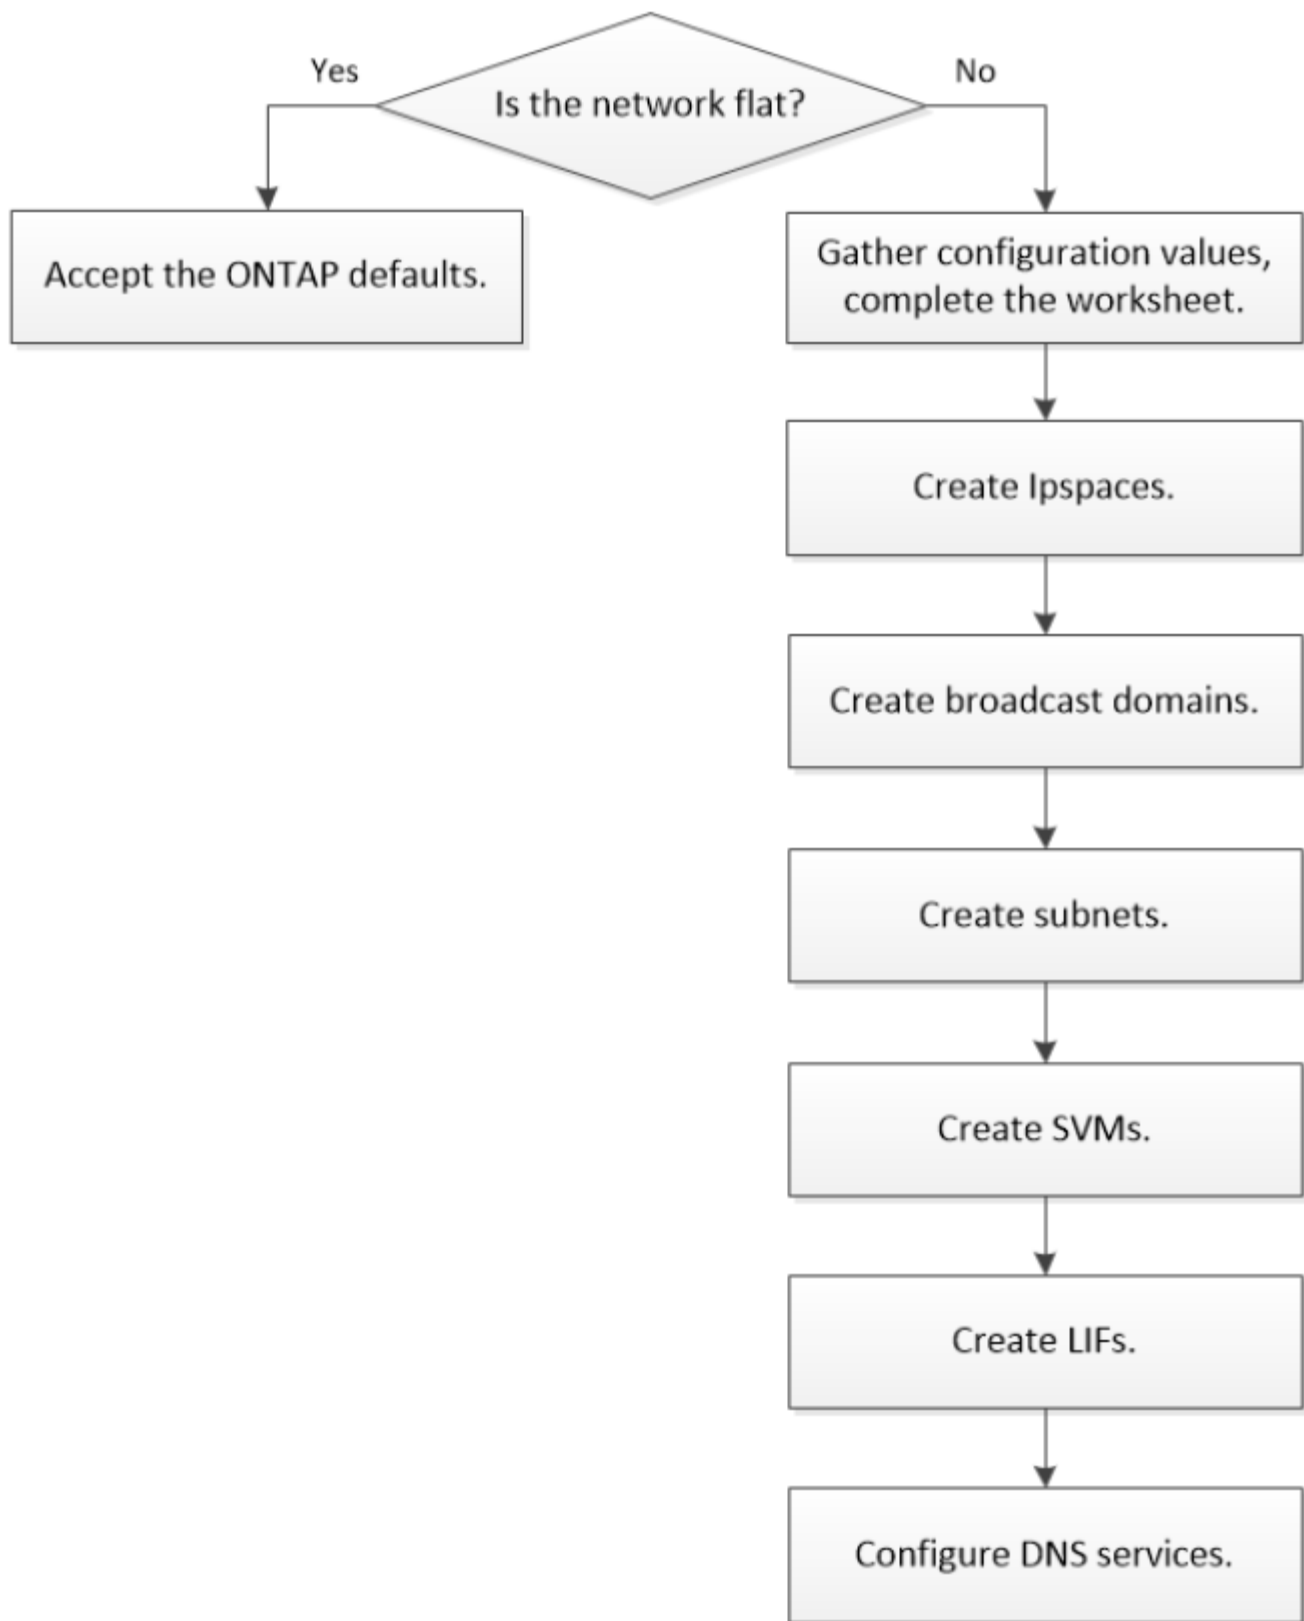 Yes
No
Is the network flat?
Accept the ONTAP defaults.
Gather configuration values,
complete the worksheet.
Create Ipspaces.
Create broadcast domains.
Create subnets.
Create SVMs.
Create LIFs.
Configure DNS services.